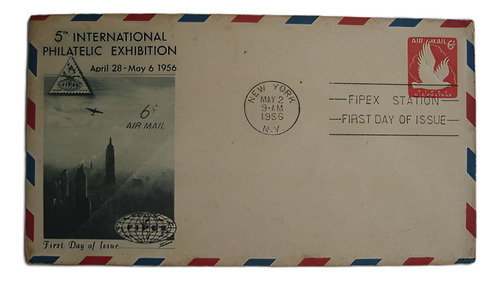 5TH INTERNATIONAL
PHILATELIC EXHIBITION
April 28 - May 6 1956
6¢
AIR MAIL
First Day of Issue
NEW YORK
MAY 2
9-AM
1956
N.Y.
FIPEX STATION
FIRST DAY OF ISSUE
AIR MAIL
6¢